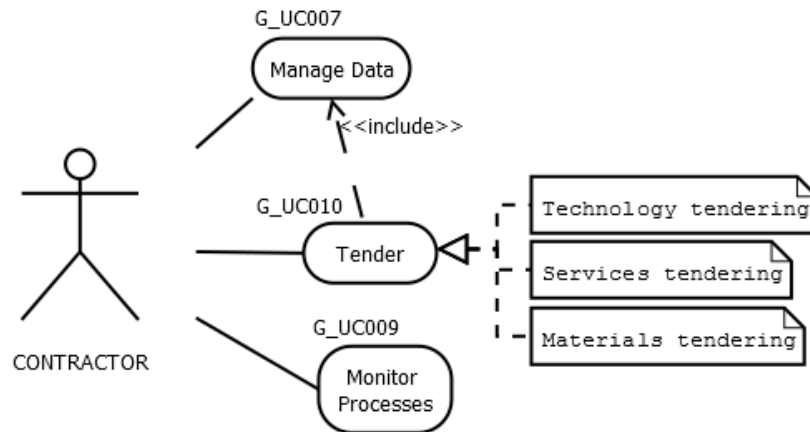 G_UC007
Manage Data
<<include>>
G_UC010
Tender
Technology tendering
Services tendering
Materials tendering
G_UC009
Monitor
Processes
CONTRACTOR